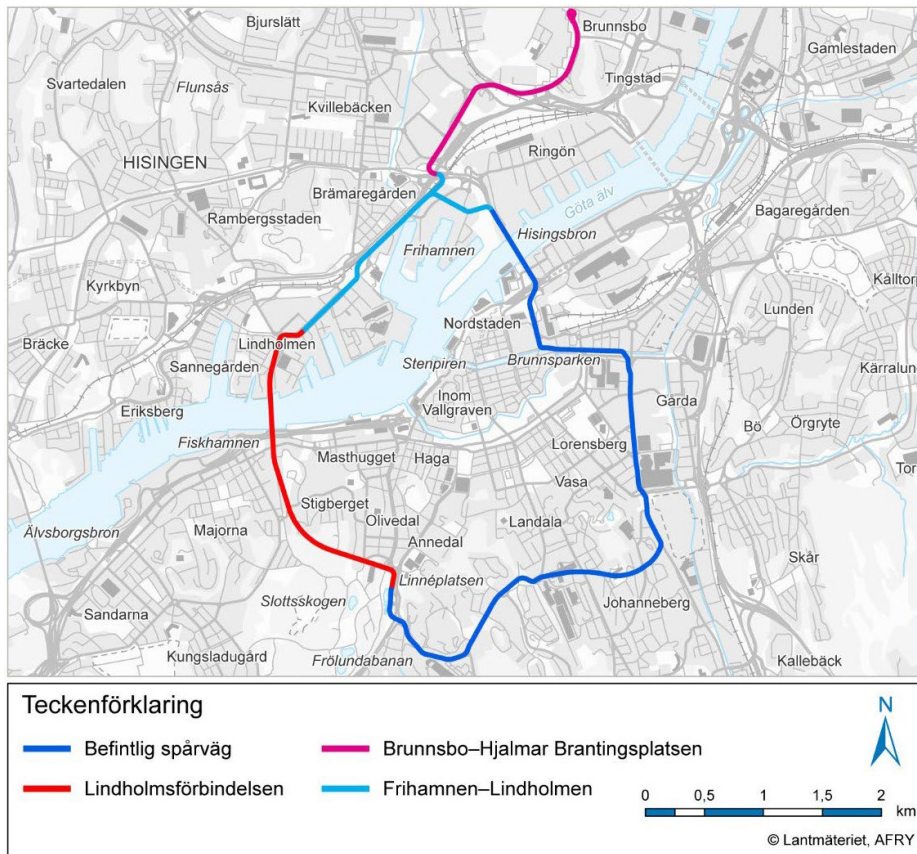 Bjurslätt
Brunnsbo
Gamlestaden
Svartedalen
Flunsås
Tingstad
Kvillebäcken
HISINGEN
Ringön
Brämaregården
Göta älv
Bagaregården
Rambergsstaden
Hisingsbron
Frihamnen
Kyrkbyn
Kålltorp
Lunden
Nordstaden
Bräcke
Lindholmen
Sannegården
Stenpiren
Brunnsparken
Kärralund
Inom
Vallgraven
Gårda
Eriksberg
Bö
Örgryte
Fiskhamnen
Lorensberg
Masthugget
Haga
Tor
Vasa
Stigberget
Älvsborgsbron
Majorna
Olivedal
Landala
Annedal
Skår
Linnéplatsen
Slottsskogen
Johanneberg
Sandarna
Kungsladugård
Frölundabanan
Kallebäck
Teckenförklaring
N
Befintlig spårväg
Brunnsbo–Hjalmar Brantingsplatsen
Lindholmsförbindelsen
Frihamnen–Lindholmen
0 0,5 1 1,5 2
km
© Lantmäteriet, AFRY